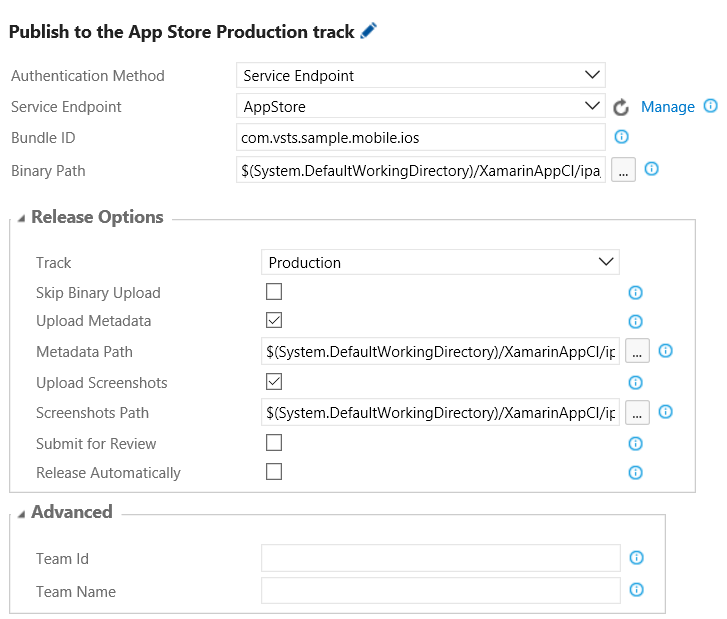 Publish to the App Store Production track
Authentication Method Service Endpoint
Service Endpoint AppStore Manage
Bundle ID com.vsts.sample.mobile.ios
Binary Path $(System.DefaultWorkingDirectory)/XamarinAppCI/ipa, ...
Release Options
Track Production
Skip Binary Upload
Upload Metadata
Metadata Path $(System.DefaultWorkingDirectory)/XamarinAppCI/ip ...
Upload Screenshots
Screenshots Path $(System.DefaultWorkingDirectory)/XamarinAppCI/ip ...
Submit for Review
Release Automatically
Advanced
Team Id
Team Name